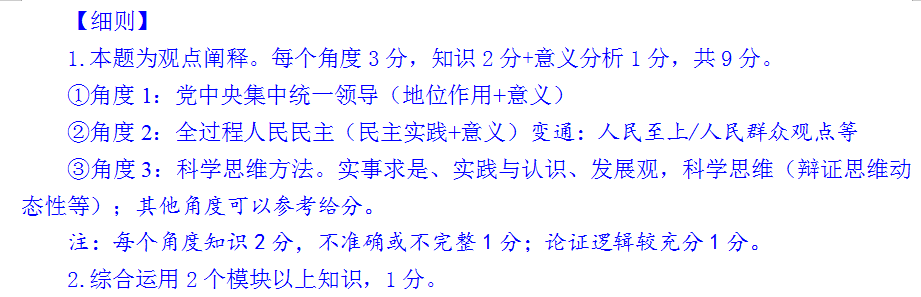 【细则】
1.本题为观点阐释。每个角度 3 分，知识 2 分+意义分析 1 分，共 9 分。
①角度 1：党中央集中统一领导（地位作用+意义）
②角度 2：全过程人民民主（民主实践+意义）变通：人民至上/人民群众观点等
③角度 3：科学思维方法。实事求是、实践与认识、发展观，科学思维（辩证思维动
态性等）；其他角度可以参考给分。
注：每个角度知识 2 分，不准确或不完整 1 分；论证逻辑较充分 1 分。
2.综合运用 2 个模块以上知识，1 分。